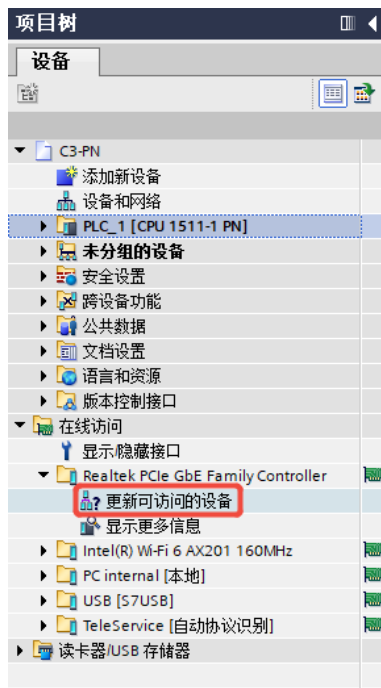 项目树
设备
C3-PN
添加新设备
设备和网络
PLC_1 [CPU 1511-1 PN]
未分组的设备
安全设置
跨设备功能
公共数据
文档设置
语言和资源
版本控制接口
在线访问
显示/隐藏接口
Realtek PCIe GbE Family Controller
更新可访问的设备
显示更多信息
Intel(R) Wi-Fi 6 AX201 160MHz
PC internal [本地]
USB [S7USB]
TeleService [自动协议识别]
读卡器/USB 存储器